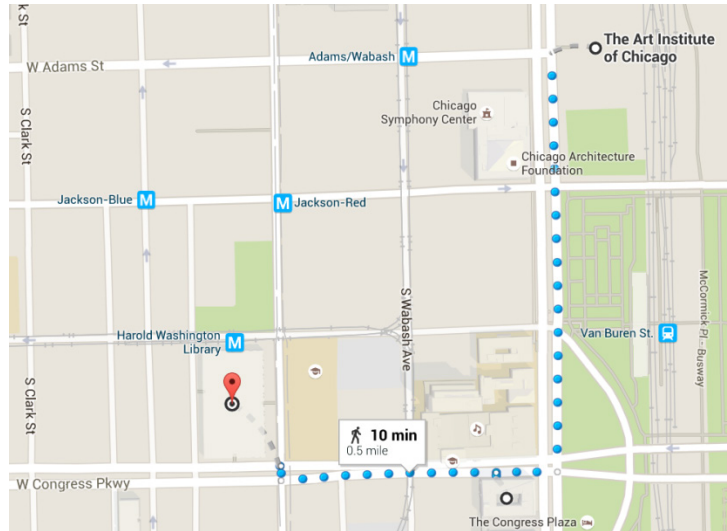 k St
The Art Institute
of Chicago
Adams/Wabash
M
W Adams St
S Clark St
Chicago
Symphony Center
Chicago Architecture
Foundation
Jackson-Blue
M
M
Jackson-Red
McCormick Pl - Busway
S Wabash Ave
Harold Washington
Library
M
Van Buren St.
S Clark St
10 min
0.5 mile
W Congress Pkwy
The Congress Plaza